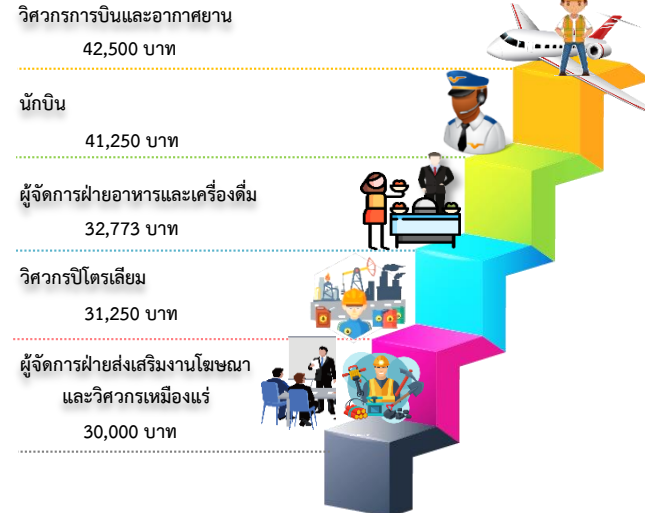 วิศวกรการบินและอากาศยาน
42,500 บาท
นักบิน
41,250 บาท
ผู้จัดการฝ่ายอาหารและเครื่องดื่ม
32,773 บาท
วิศวกรปิโตรเลียม
31,250 บาท
ผู้จัดการฝ่ายส่งเสริมงานโฆษณา
และวิศวกรเหมืองแร่
30,000 บาท